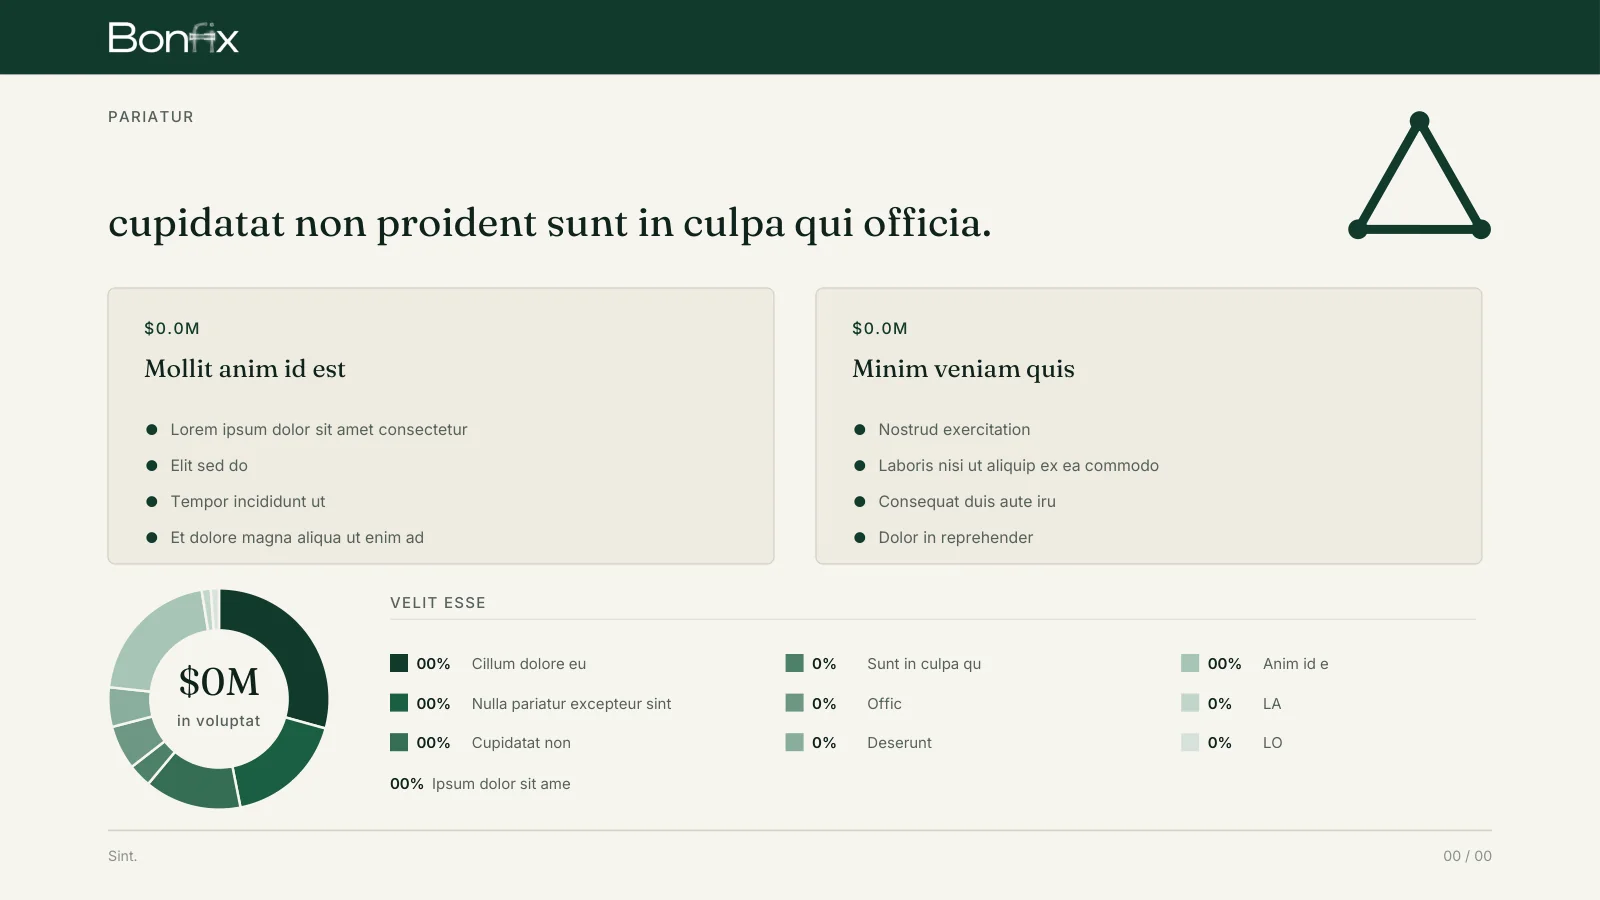 Bonfix
PARIATUR
cupidatat non proident sunt in culpa qui officia.
$0.0M
Mollit anim id est
Lorem ipsum dolor sit amet consectetur
Elit sed do
Tempor incididunt ut
Et dolore magna aliqua ut enim ad
$0.0M
Minim veniam quis
Nostrud exercitation
Laboris nisi ut aliquip ex ea commodo
Consequat duis aute iru
Dolor in reprehender
$0M
in voluptat
VELIT ESSE
00% Cillum dolore eu
00% Nulla pariatur excepteur sint
00% Cupidatat non
0% Sunt in culpa qu
0% Offic
0% Deserunt
00% Anim id e
0% LA
0% LO
00% Ipsum dolor sit ame
Sint.
00 / 00